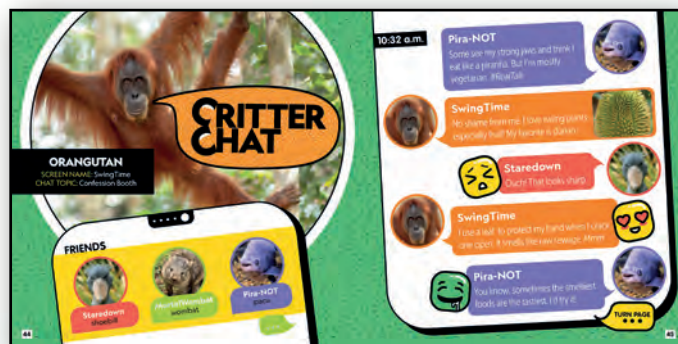 CRITTER
CHAT
ORANGUTAN
SCREEN NAME: SwingTime
CHAT TOPIC: Confession Booth
FRIENDS
Staredown
shoebill
wombat
Pira-NOT
pacu
44
10:32 a.m.
Pira-NOT
Some see my strong jaws and think I
eat like a piranha. But I'm mostly
vegetarian. #RealTalk
SwingTime
No shame from me. I love eating plants,
especially fruit! My favorite is durian.
Staredown
Ouch! That looks sharp.
SwingTime
I use a leaf to protect my hand when I crack
one open. It smells like raw sewage.
Pira-NOT
You know, sometimes the smelliest
foods are the tastiest. I'd try it!
TURN PAGE
45